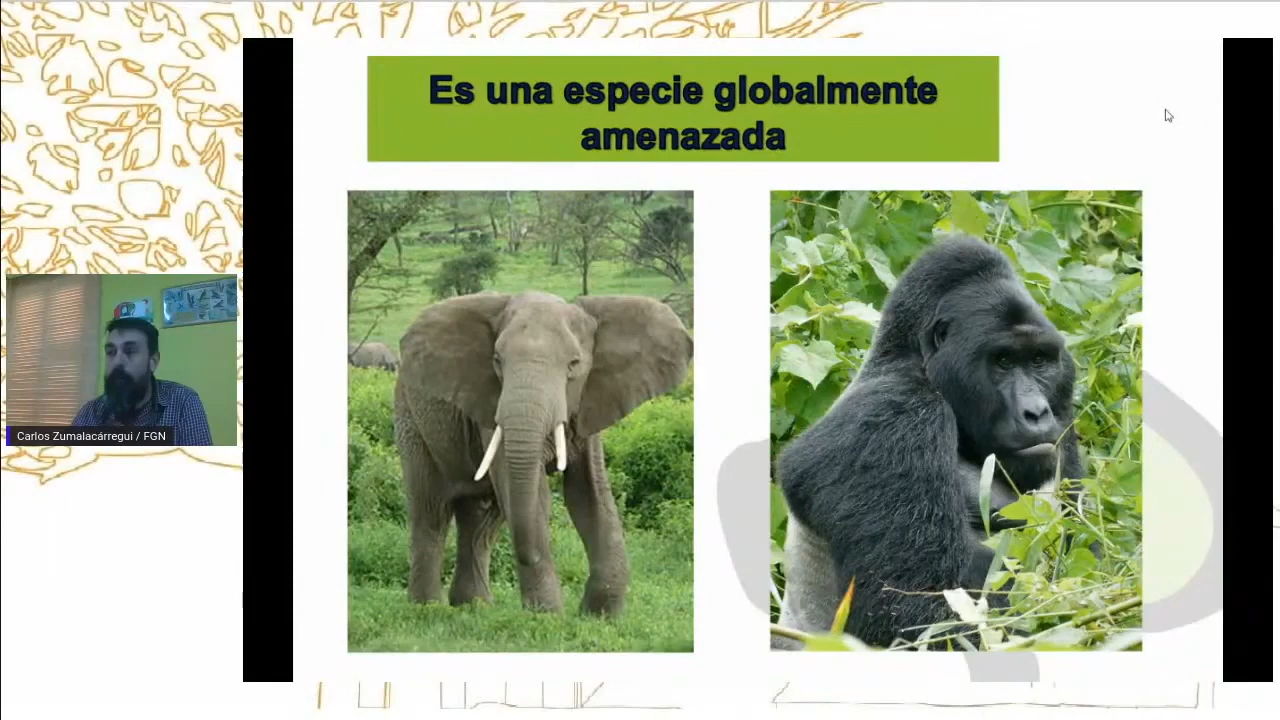 Es una especie globalmente
amenazada
Carlos Zumalacárregui / FGN